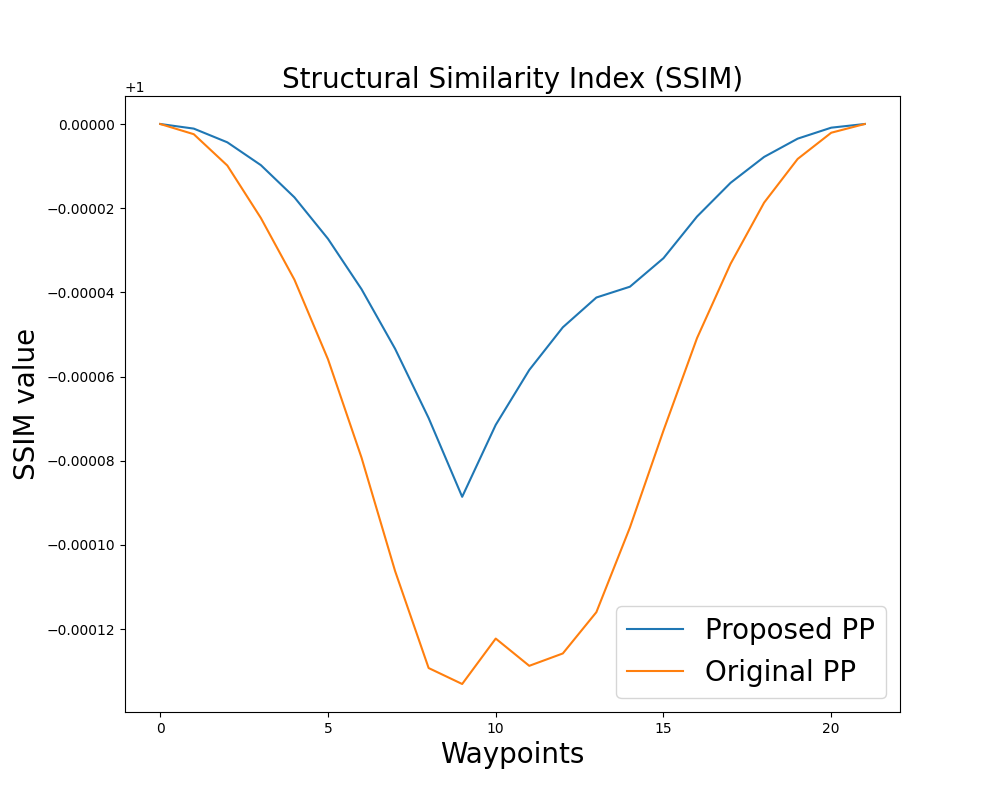 Structural Similarity Index (SSIM)
+1
0.00000
−0.00002
−0.00004
−0.00006
−0.00008
−0.00010
−0.00012
SSIM value
Proposed PP
Original PP
0 5 10 15 20
Waypoints